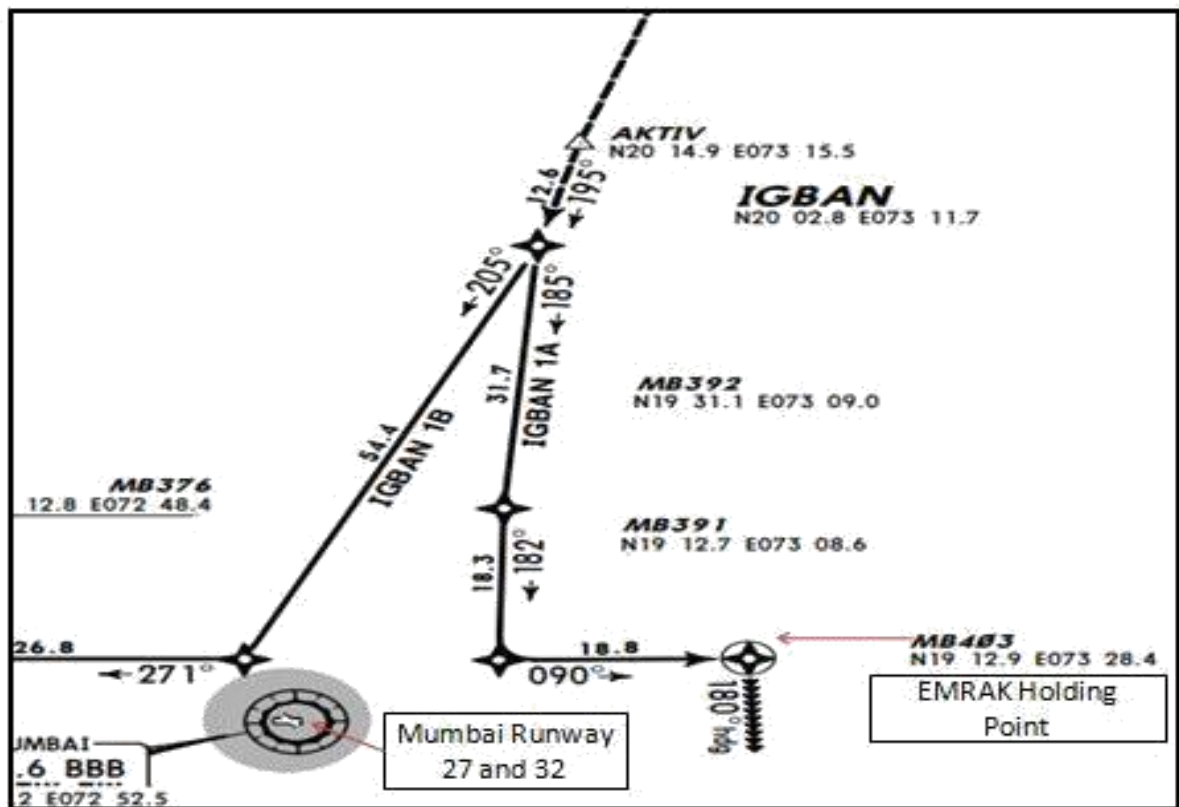 AKTIV
N20 14.9 E073 15.5
12.6
195°
IGBAN
N20 02.8 E073 11.7
205°
185°
31.7
IGBAN 1A
MB392
N19 31.1 E073 09.0
54.4
IGBAN 1B
MB376
12.8 E072 48.4
MB391
N19 12.7 E073 08.6
18.3
182°
26.8
271°
18.8
090°
MB403
N19 12.9 E073 28.4
180° hdg
EMRAK Holding
Point
Mumbai Runway
27 and 32
UMBAI
.6 BBB
2 E072 52.5